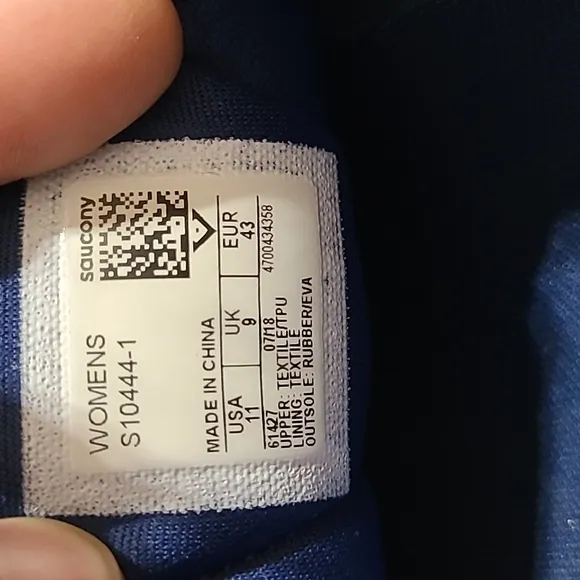 saucony
WOMENS
S10444-1
MADE IN CHINA
USA UK EUR
11 9 43
61427 07/18 4700434358
UPPER: TEXTILE/TPU
LINING: TEXTILE
OUTSOLE: RUBBER/EVA